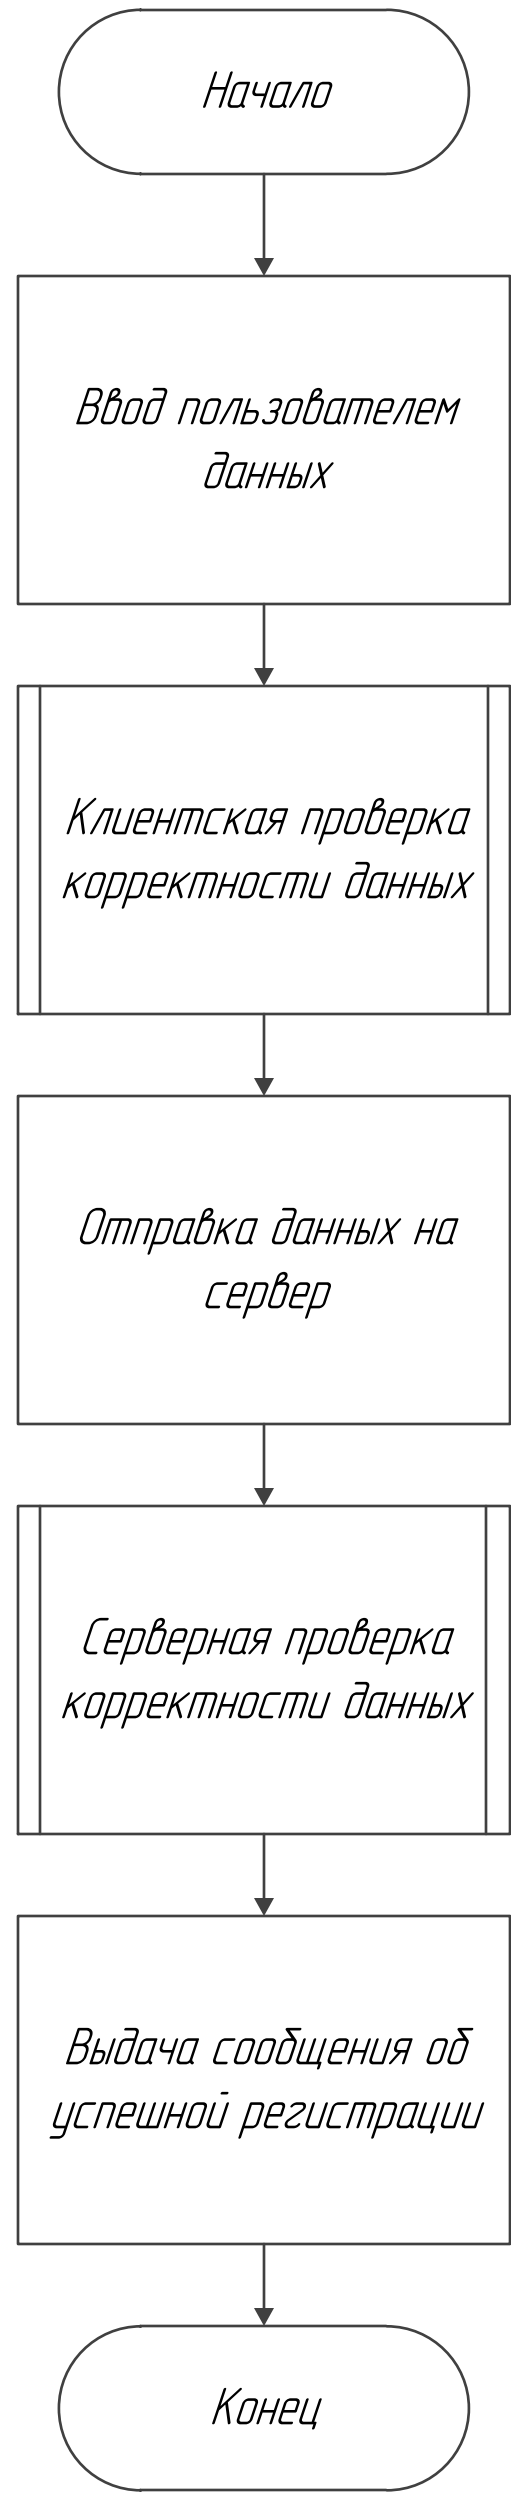 Начало
Ввод пользователем
данных
Клиентская проверка
корректности данных
Отправка данных на
сервер
Серверная проверка
корректности данных
Выдача сообщения об
успешной регистрации
Конец